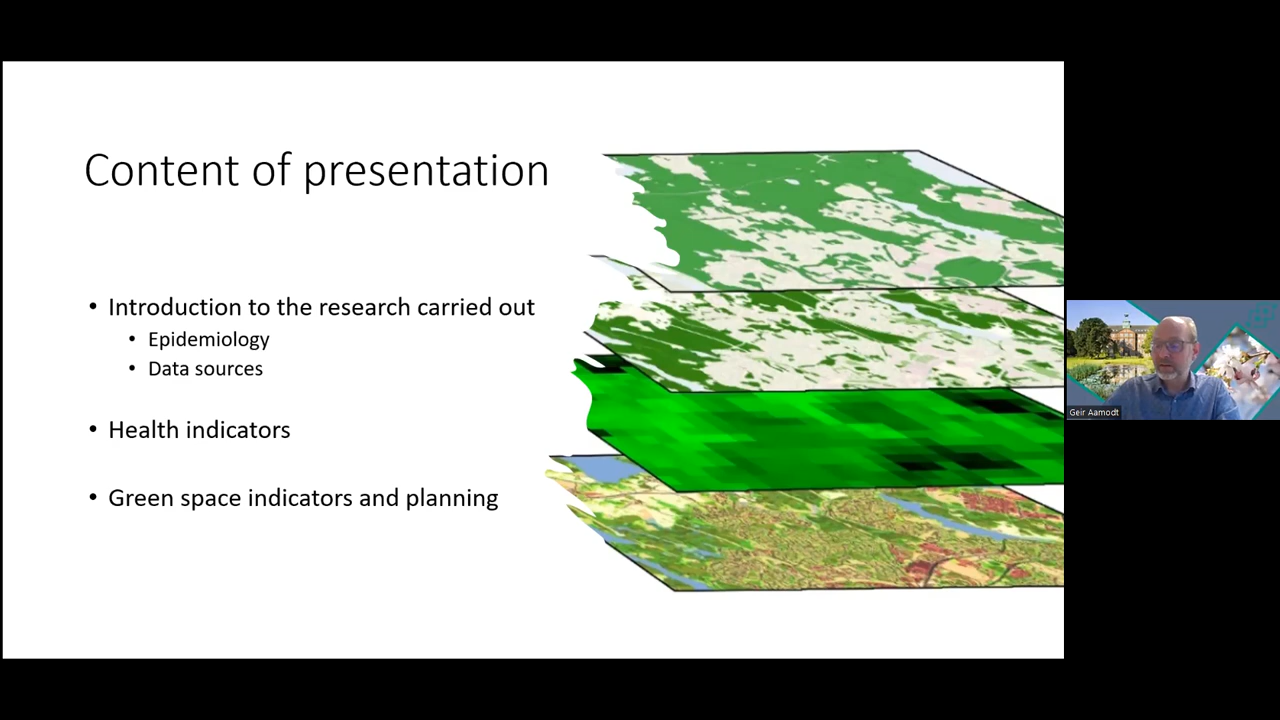 Content of presentation
• Introduction to the research carried out
• Epidemiology
• Data sources
• Health indicators
• Green space indicators and planning
Geir Aamodt